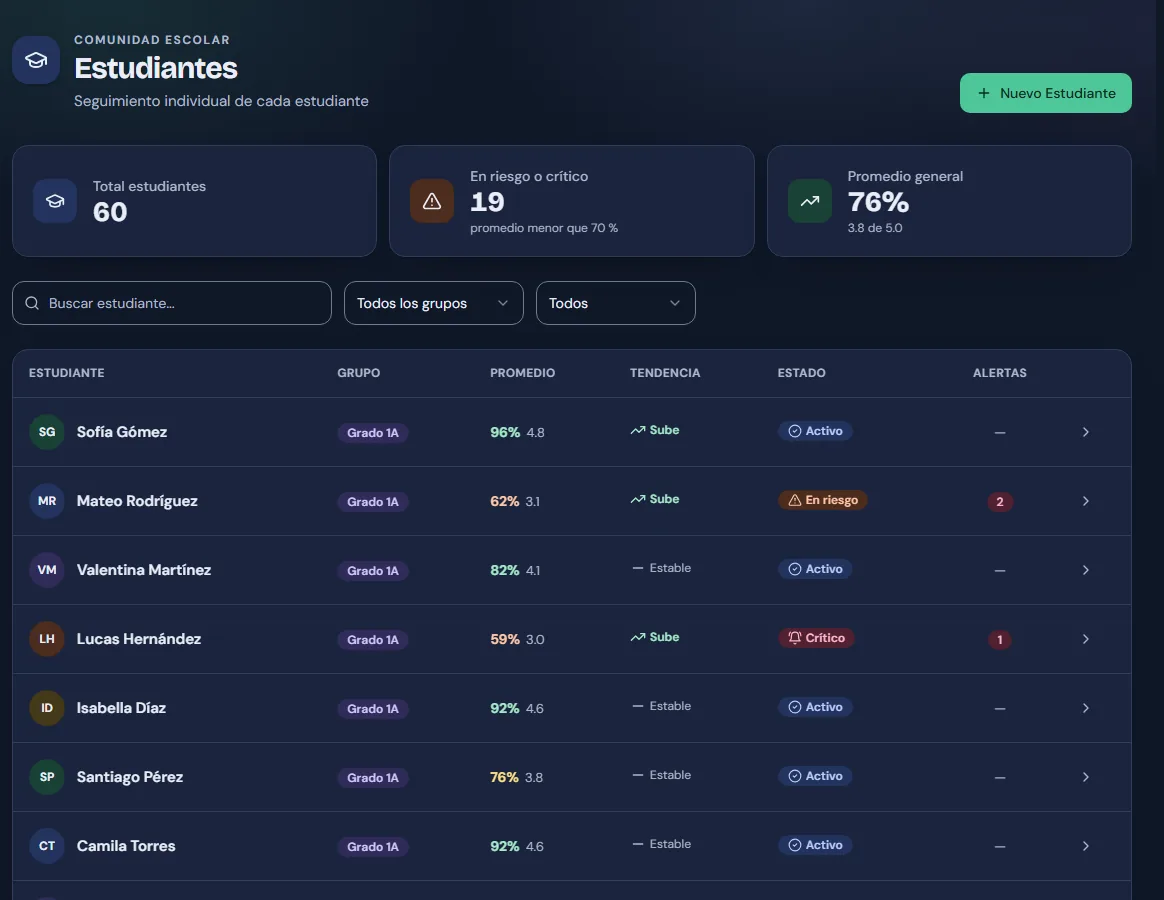 COMUNIDAD ESCOLAR
Estudiantes
Seguimiento individual de cada estudiante
+ Nuevo Estudiante
Total estudiantes
60
En riesgo o crítico
19
promedio menor que 70 %
Promedio general
76%
3.8 de 5.0
Buscar estudiante...
Todos los grupos
Todos
ESTUDIANTE GRUPO PROMEDIO TENDENCIA ESTADO ALERTAS
SG Sofía Gómez Grado 1A 96% 4.8 Sube Activo —
MR Mateo Rodríguez Grado 1A 62% 3.1 Sube En riesgo 2
VM Valentina Martínez Grado 1A 82% 4.1 — Estable Activo —
LH Lucas Hernández Grado 1A 59% 3.0 Sube Crítico 1
ID Isabella Díaz Grado 1A 92% 4.6 — Estable Activo —
SP Santiago Pérez Grado 1A 76% 3.8 — Estable Activo —
CT Camila Torres Grado 1A 92% 4.6 — Estable Activo —